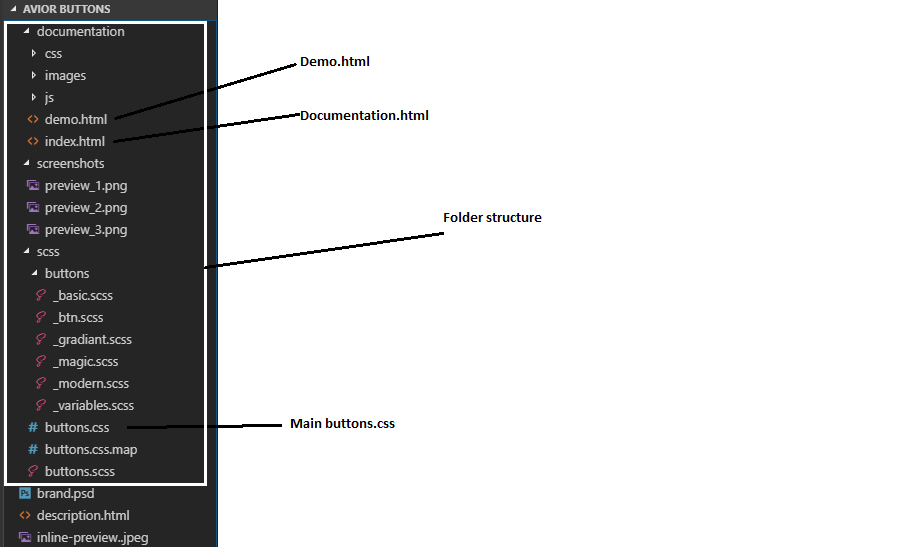 AVIOR BUTTONS
documentation
css
images
js
demo.html
index.html
screenshots
preview_1.png
preview_2.png
preview_3.png
scss
buttons
_basic.scss
_btn.scss
_gradiant.scss
_magic.scss
_modern.scss
_variables.scss
buttons.css
buttons.css.map
buttons.scss
brand.psd
description.html
inline-preview..jpeg
Demo.html
Documentation.html
Folder structure
Main buttons.css